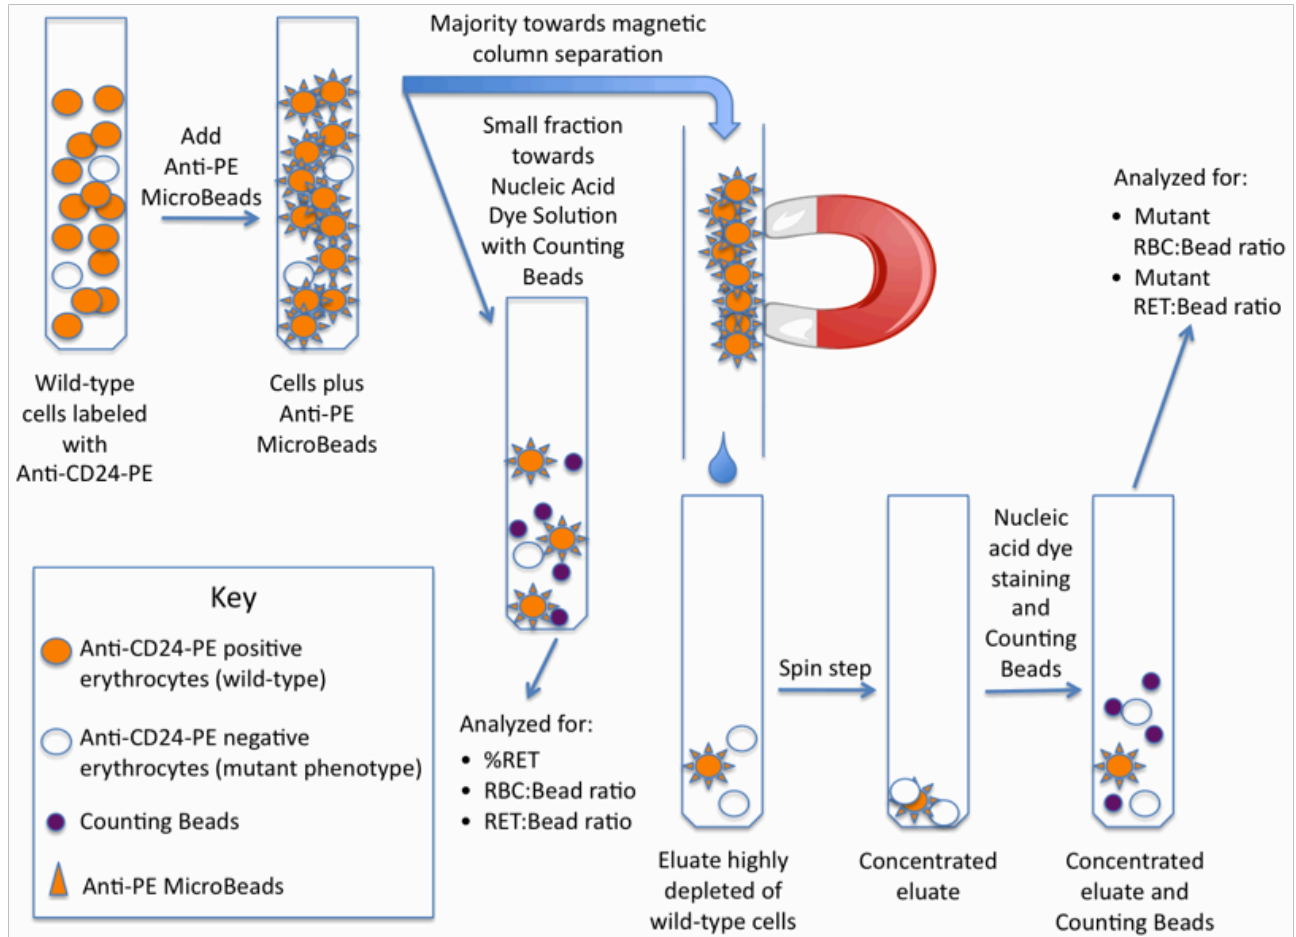 Majority towards magnetic
column separation
Add
Anti-PE
MicroBeads
Small fraction
towards
Nucleic Acid
Dye Solution
with Counting
Beads
Analyzed for:
• Mutant
RBC:Bead ratio
• Mutant
RET:Bead ratio
Wild-type
cells labeled
with
Anti-CD24-PE
Cells plus
Anti-PE
MicroBeads
Key
Anti-CD24-PE positive
erythrocytes (wild-type)
Anti-CD24-PE negative
erythrocytes (mutant phenotype)
Counting Beads
Anti-PE MicroBeads
Analyzed for:
• %RET
• RBC:Bead ratio
• RET:Bead ratio
Spin step
Nucleic
acid dye
staining
and
Counting
Beads
Eluate highly
depleted of
wild-type cells
Concentrated
eluate
Concentrated
eluate and
Counting Beads